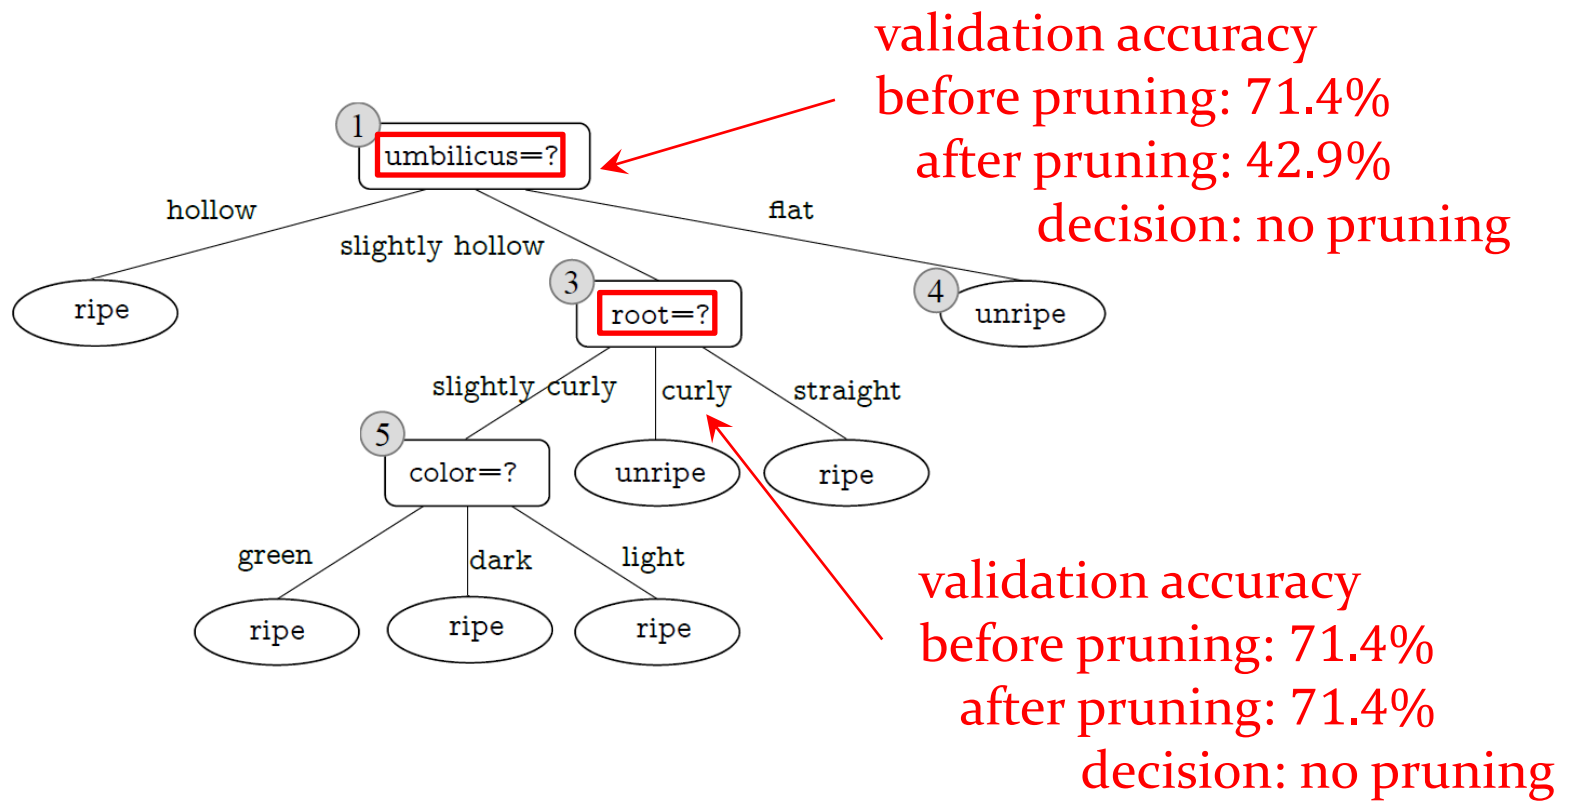 validation accuracy
before pruning: 71.4%
after pruning: 42.9%
decision: no pruning
1
umbilicus=?
hollow
slightly hollow
flat
ripe
3
root=?
4
unripe
slightly curly
curly
straight
5
color=?
unripe
ripe
green
dark
light
ripe
ripe
ripe
validation accuracy
before pruning: 71.4%
after pruning: 71.4%
decision: no pruning